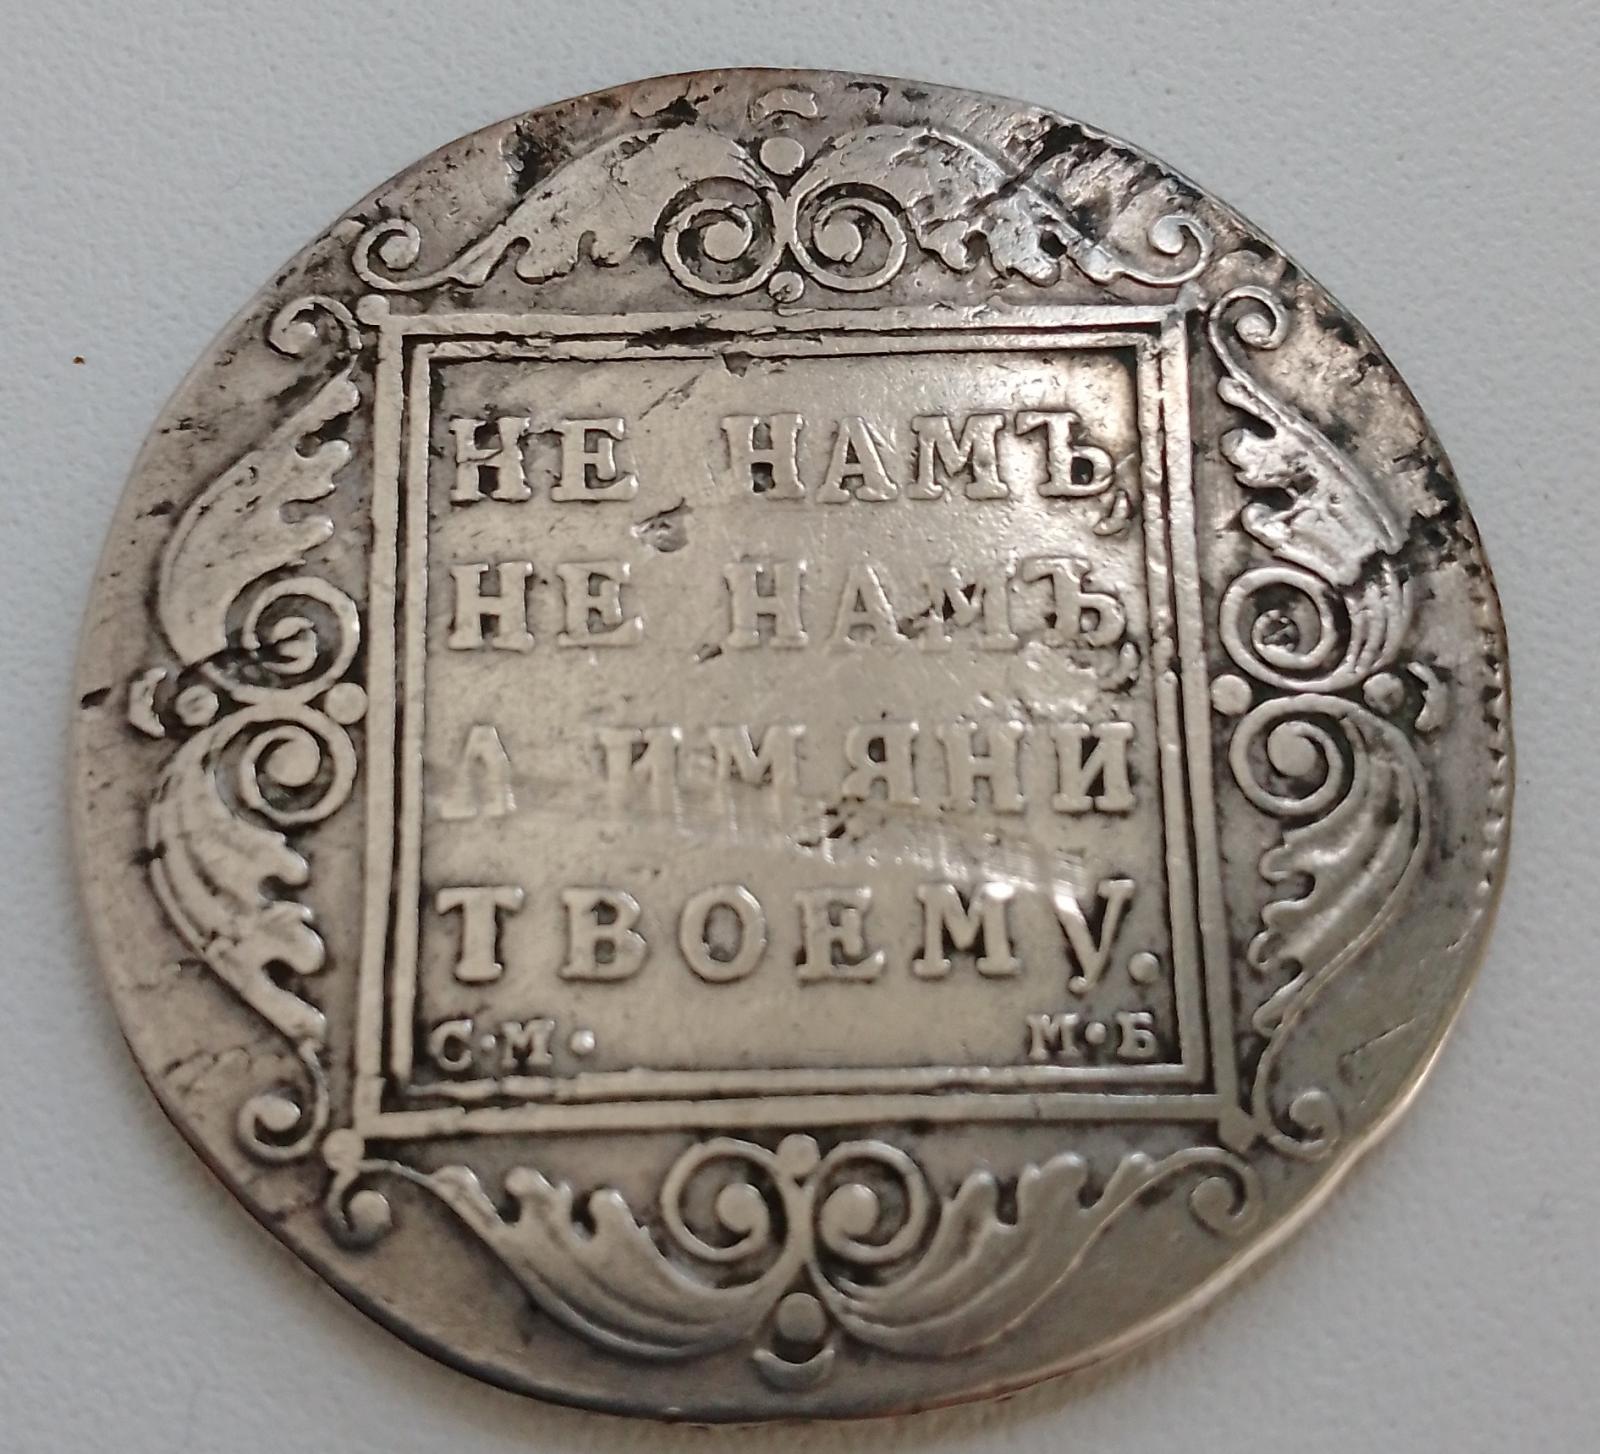 НЕ НАМЪ,
НЕ НАМЪ,
А ИМЯНИ
ТВОЕМУ.
С·М· М·Б